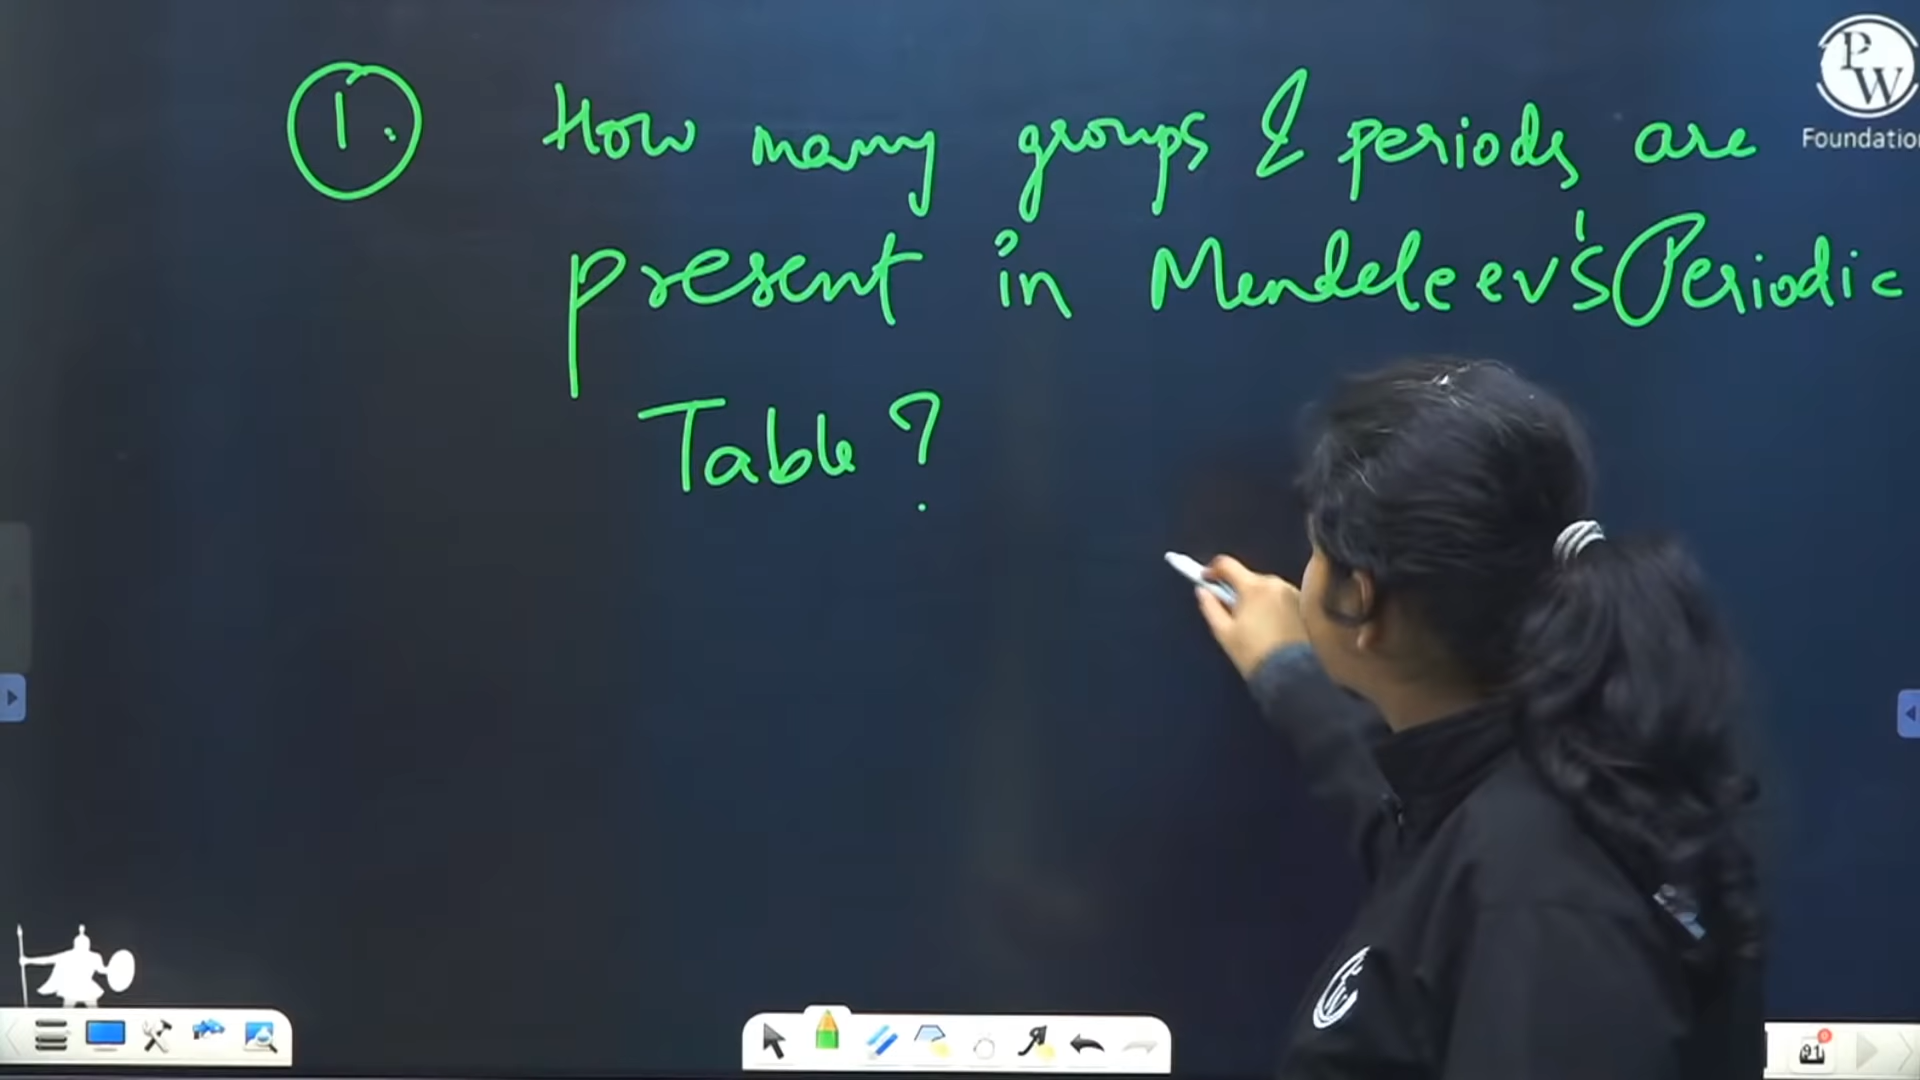 1. How many groups & periods are
present in Mendeleev's Periodic
Table?
PW
Foundation